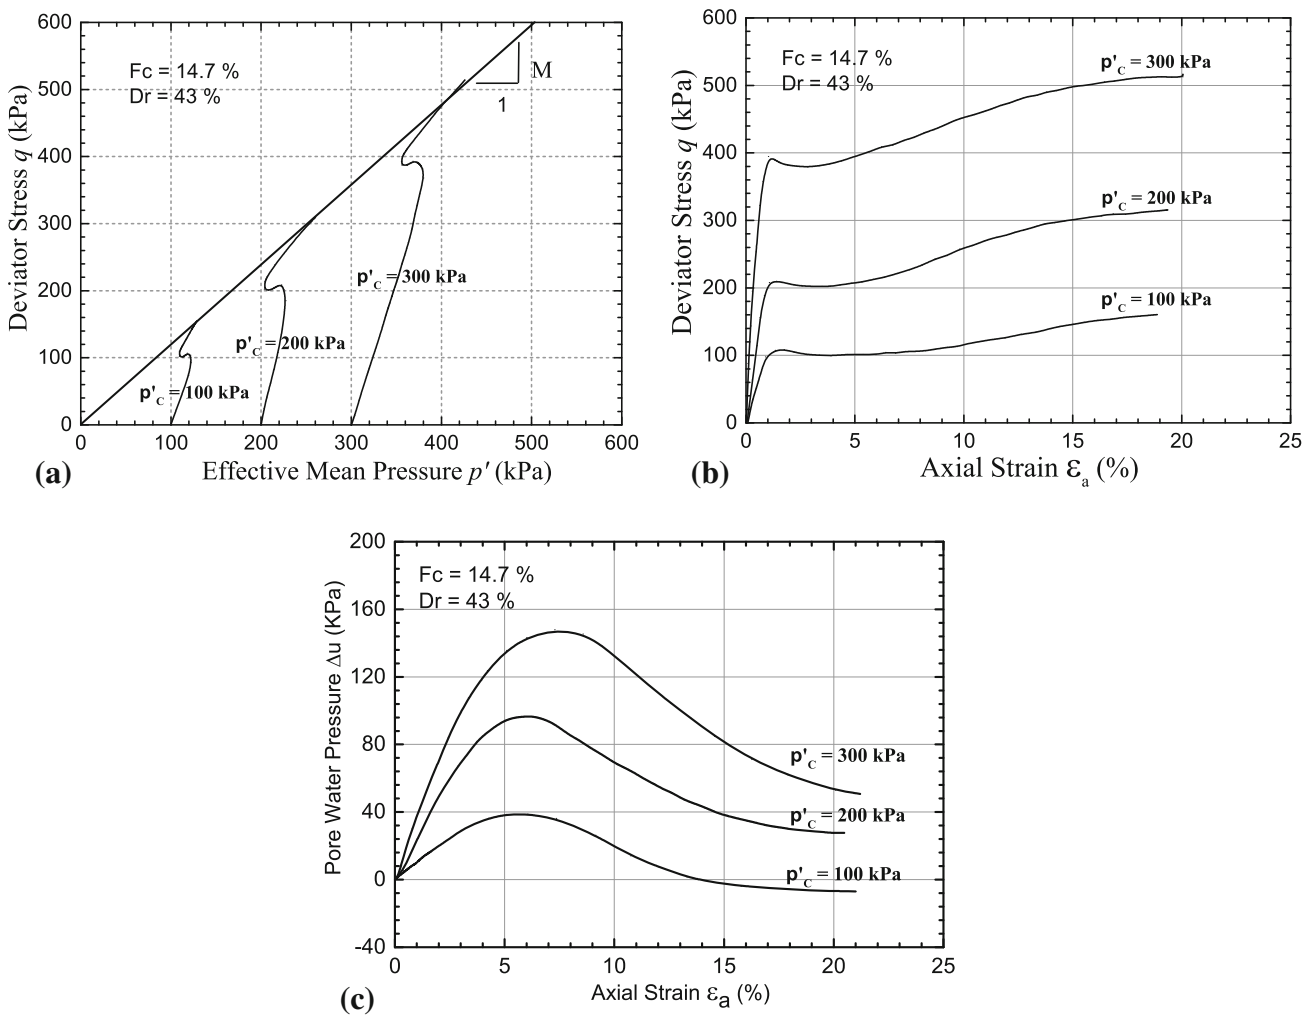 600
500
400
300
200
100
0
Deviator Stress q (kPa)
Fc = 14.7 %
Dr = 43 %
M
1
p'C = 300 kPa
p'C = 200 kPa
p'C = 100 kPa
0 100 200 300 400 500 600
(a) Effective Mean Pressure p' (kPa)
600
500
400
300
200
100
0
Deviator Stress q (kPa)
Fc = 14.7 %
Dr = 43 %
p'C = 300 kPa
p'C = 200 kPa
p'C = 100 kPa
0 5 10 15 20 25
(b) Axial Strain εa (%)
200
160
120
80
40
0
-40
Pore Water Pressure Δu (KPa)
Fc = 14.7 %
Dr = 43 %
p'C = 300 kPa
p'C = 200 kPa
p'C = 100 kPa
0 5 10 15 20 25
(c) Axial Strain εa (%)